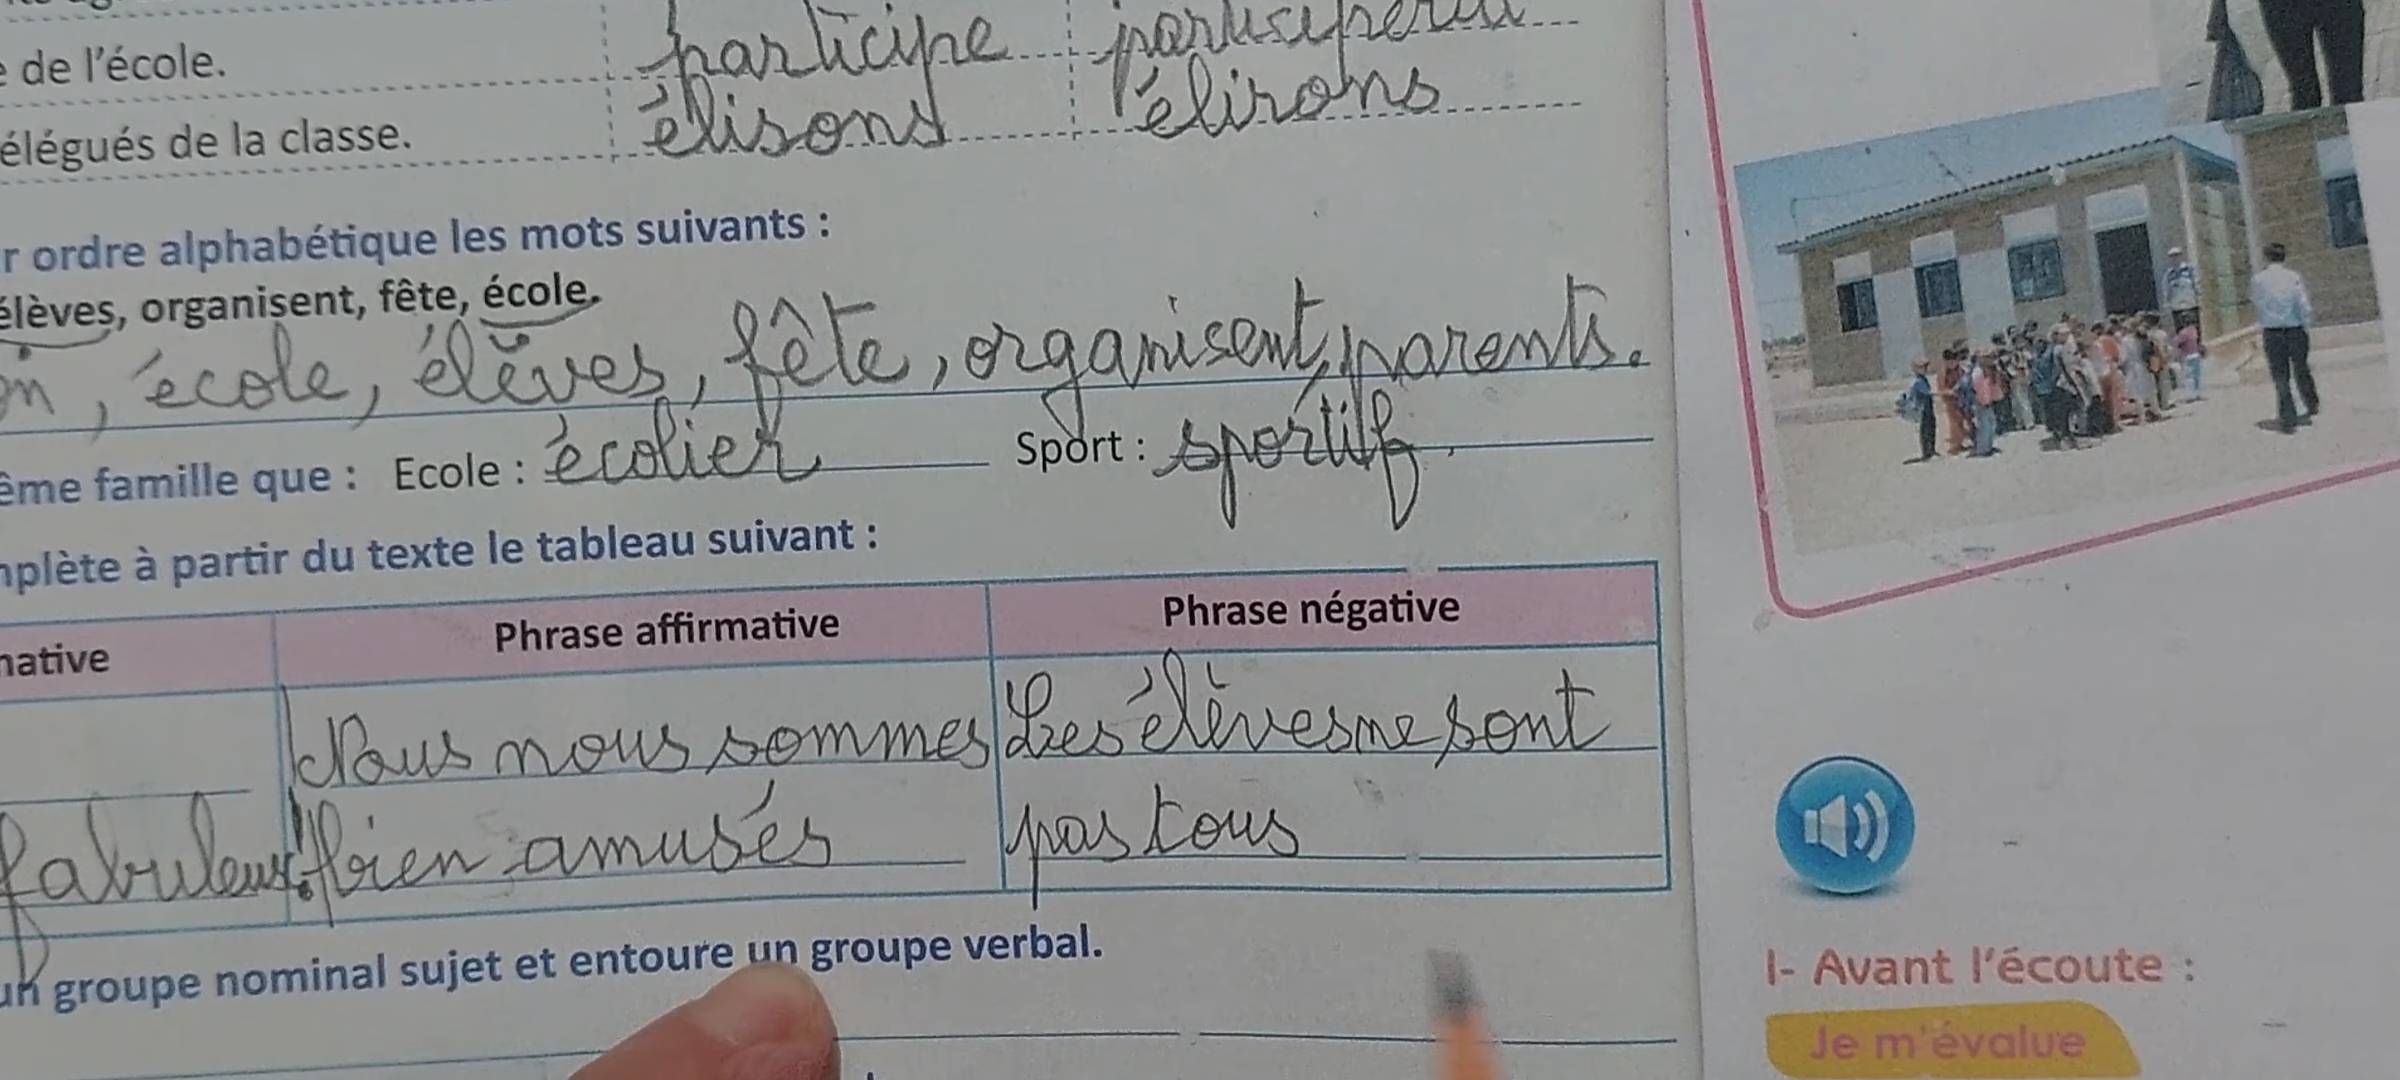 de l'école.
participe
élégués de la classe.
élisons
élirons
ordre alphabétique les mots suivants :
élèves, organisent, fête, école.
, école, élèves, fête, organisent, parents.
ême famille que : Ecole : écolier
Sport : sportif
plète à partir du texte le tableau suivant :
Phrase affirmative
Phrase négative
Nous nous sommes
bien amusés
Les élèves ne sont
pas tous
fabuleux
un groupe nominal sujet et entoure un groupe verbal.
I- Avant l'écoute :
Je m'évalue